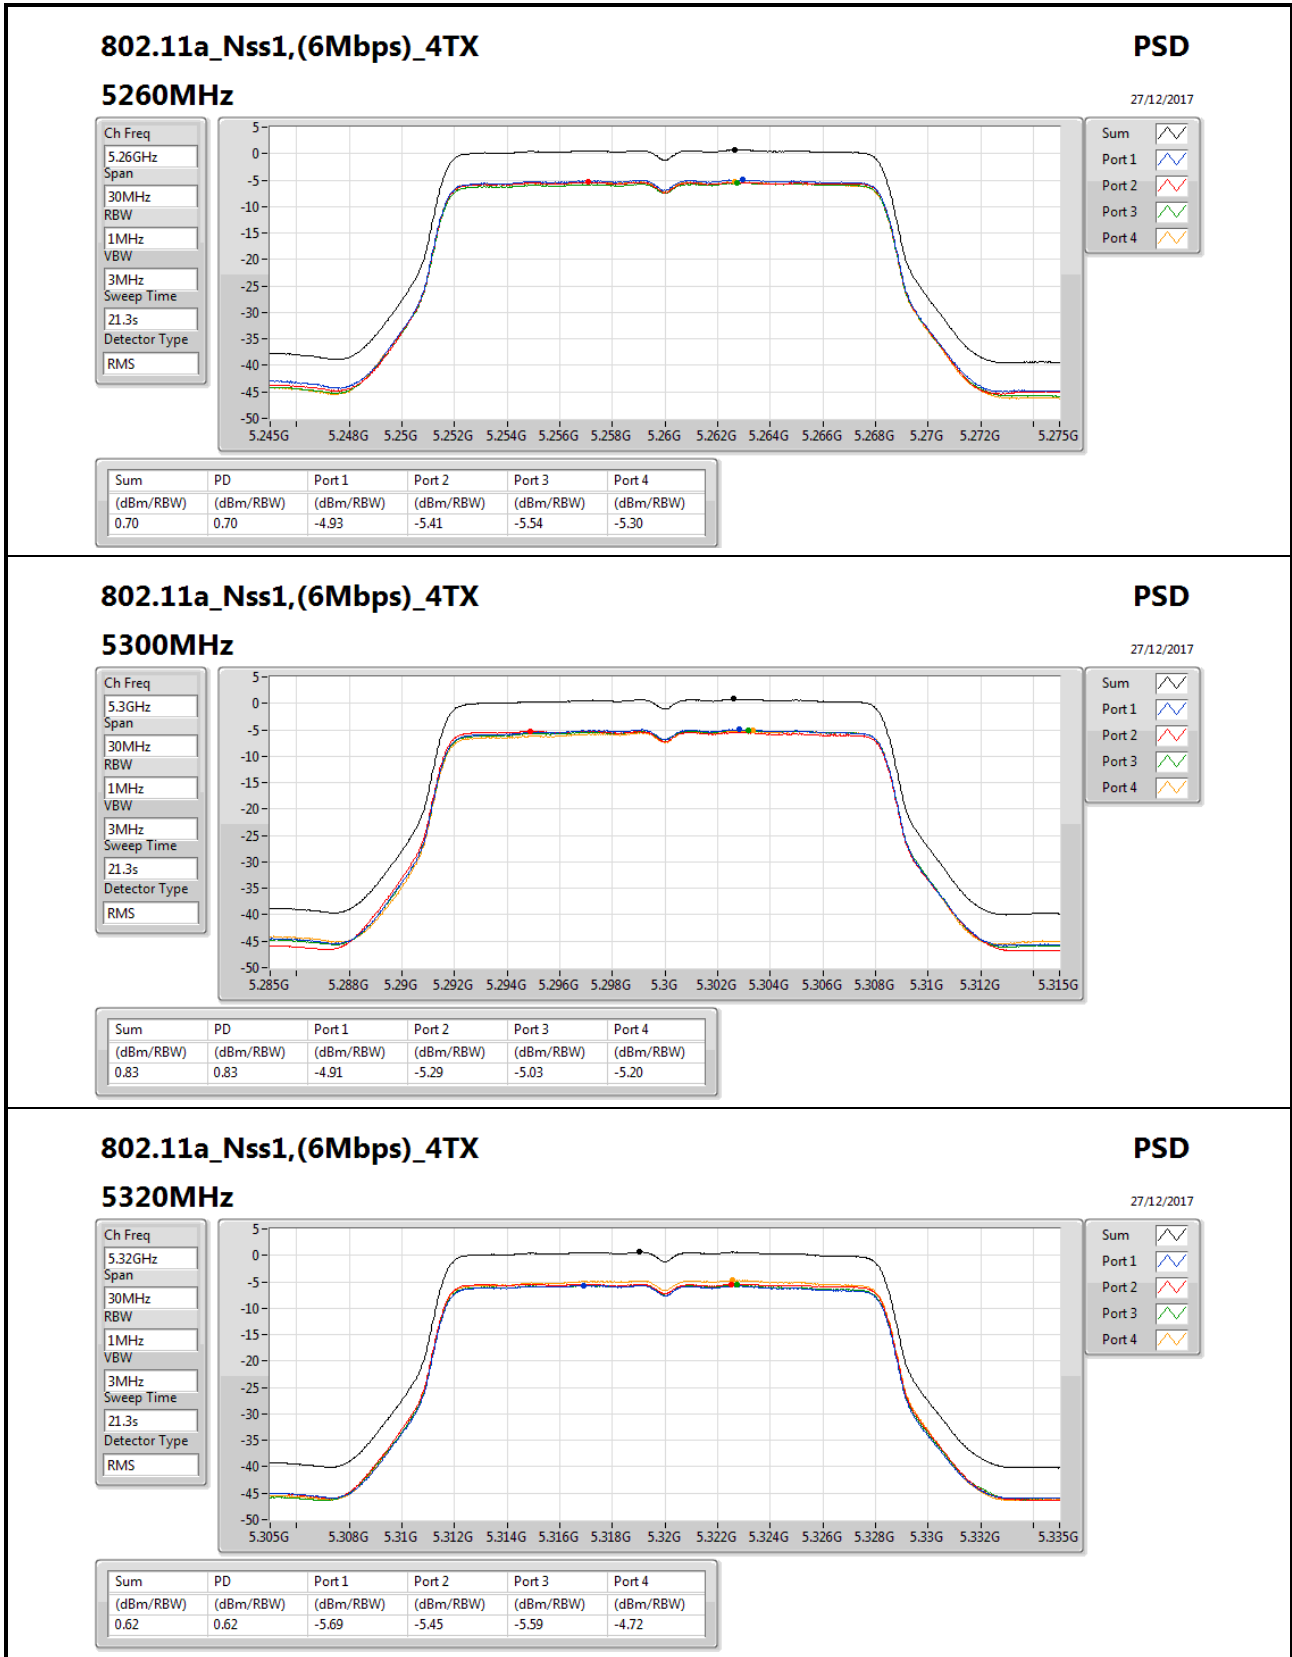 802.11a_Nss1,(6Mbps)_4TX PSD
5260MHz 27/12/2017
Ch Freq
5.26GHz
Span
30MHz
RBW
1MHz
VBW
3MHz
Sweep Time
21.3s
Detector Type
RMS
5
0
-5
-10
-15
-20
-25
-30
-35
-40
-45
-50
5.245G 5.248G 5.25G 5.252G 5.254G 5.256G 5.258G 5.26G 5.262G 5.264G 5.266G 5.268G 5.27G 5.272G 5.275G
Sum
Port 1
Port 2
Port 3
Port 4
Sum PD Port 1 Port 2 Port 3 Port 4
(dBm/RBW) (dBm/RBW) (dBm/RBW) (dBm/RBW) (dBm/RBW) (dBm/RBW)
0.70 0.70 -4.93 -5.41 -5.54 -5.30
802.11a_Nss1,(6Mbps)_4TX PSD
5300MHz 27/12/2017
Ch Freq
5.3GHz
Span
30MHz
RBW
1MHz
VBW
3MHz
Sweep Time
21.3s
Detector Type
RMS
5
0
-5
-10
-15
-20
-25
-30
-35
-40
-45
-50
5.285G 5.288G 5.29G 5.292G 5.294G 5.296G 5.298G 5.3G 5.302G 5.304G 5.306G 5.308G 5.31G 5.312G 5.315G
Sum
Port 1
Port 2
Port 3
Port 4
Sum PD Port 1 Port 2 Port 3 Port 4
(dBm/RBW) (dBm/RBW) (dBm/RBW) (dBm/RBW) (dBm/RBW) (dBm/RBW)
0.83 0.83 -4.91 -5.29 -5.03 -5.20
802.11a_Nss1,(6Mbps)_4TX PSD
5320MHz 27/12/2017
Ch Freq
5.32GHz
Span
30MHz
RBW
1MHz
VBW
3MHz
Sweep Time
21.3s
Detector Type
RMS
5
0
-5
-10
-15
-20
-25
-30
-35
-40
-45
-50
5.305G 5.308G 5.31G 5.312G 5.314G 5.316G 5.318G 5.32G 5.322G 5.324G 5.326G 5.328G 5.33G 5.332G 5.335G
Sum
Port 1
Port 2
Port 3
Port 4
Sum PD Port 1 Port 2 Port 3 Port 4
(dBm/RBW) (dBm/RBW) (dBm/RBW) (dBm/RBW) (dBm/RBW) (dBm/RBW)
0.62 0.62 -5.69 -5.45 -5.59 -4.72